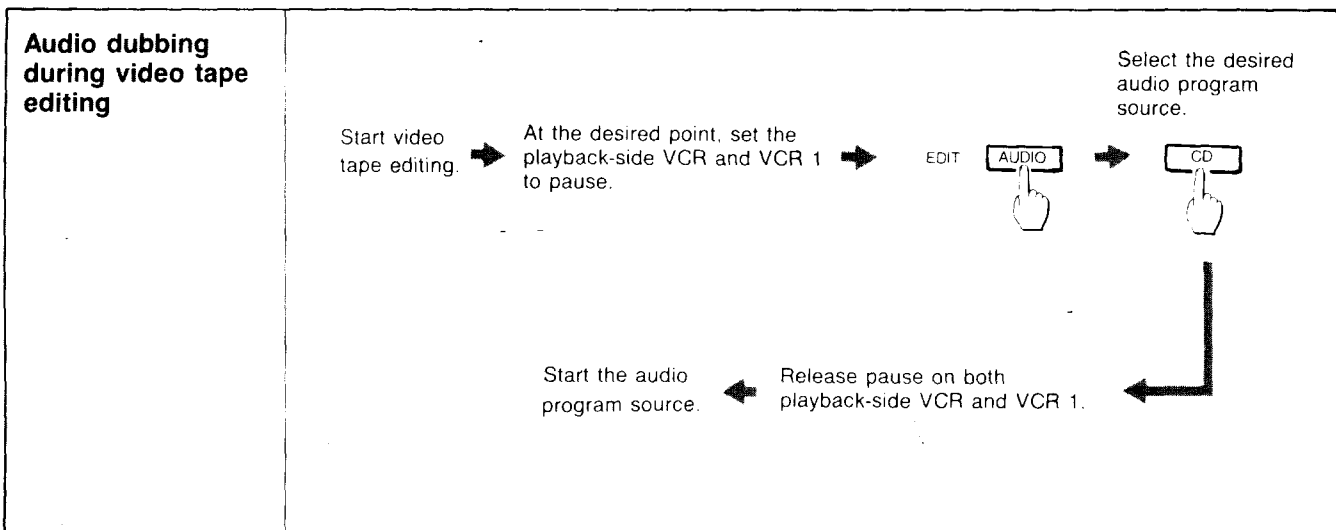 Audio dubbing
during video tape
editing
Start video
tape editing.
At the desired point, set the
playback-side VCR and VCR 1
to pause.
EDIT AUDIO
Select the desired
audio program
source.
CD
Release pause on both
playback-side VCR and VCR 1.
Start the audio
program source.